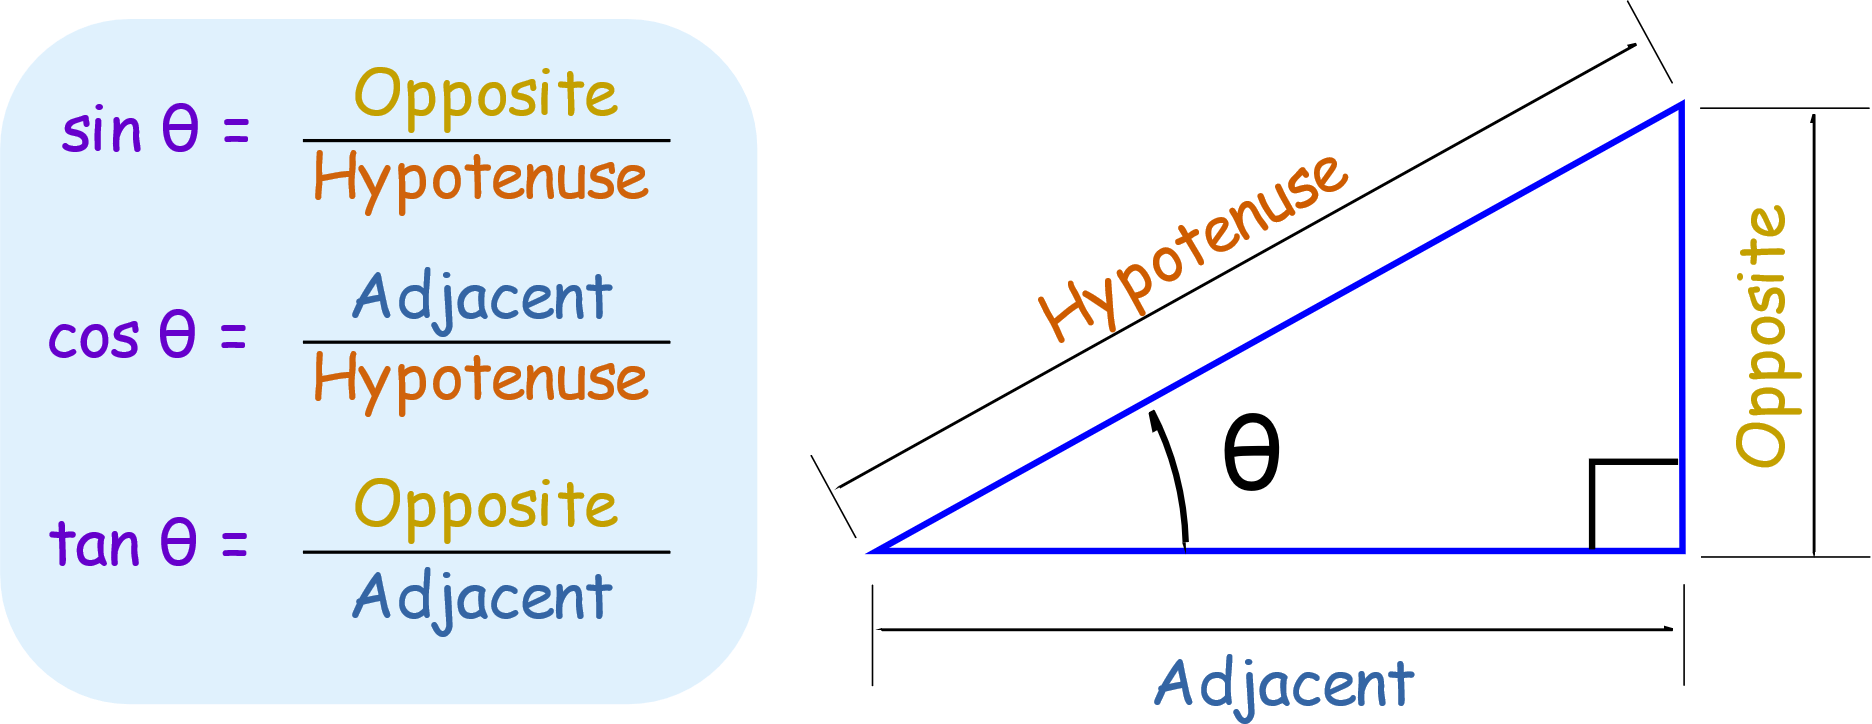 sin θ = Opposite
Hypotenuse
cos θ = Adjacent
Hypotenuse
tan θ = Opposite
Adjacent
Hypotenuse
Opposite
θ
Adjacent